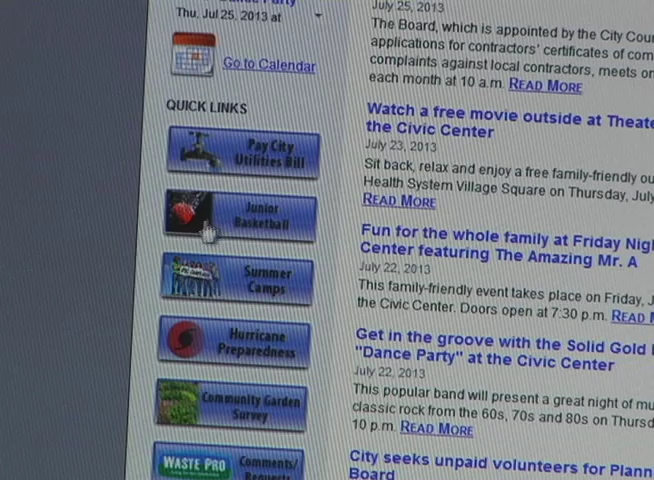 Thu, Jul 25, 2013 at
Go to Calendar
QUICK LINKS
Pay City
Utilities Bill
Junior
Basketball
Summer
Camps
Hurricane
Preparedness
Community Garden
Survey
WASTE PRO
Comments/
Requests
July 25, 2013
The Board, which is appointed by the City Cou
applications for contractors' certificates of com
complaints against local contractors, meets on
each month at 10 a.m. READ MORE
Watch a free movie outside at Theate
the Civic Center
July 23, 2013
Sit back, relax and enjoy a free family-friendly ou
Health System Village Square on Thursday, July
READ MORE
Fun for the whole family at Friday Nig
Center featuring The Amazing Mr. A
July 22, 2013
This family-friendly event takes place on Friday, J
the Civic Center. Doors open at 7:30 p.m. READ M
Get in the groove with the Solid Gold
"Dance Party" at the Civic Center
July 22, 2013
This popular band will present a great night of mu
classic rock from the 60s, 70s and 80s on Thursd
10 p.m. READ MORE
City seeks unpaid volunteers for Plann
Board